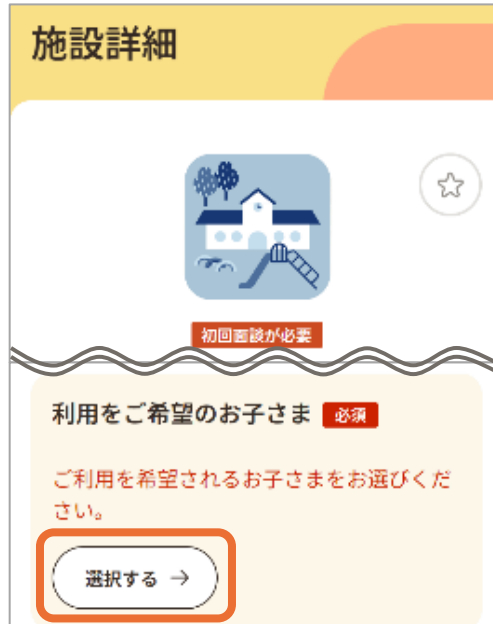 施設詳細
初回面談が必要
利用をご希望のお子さま 必須
ご利用を希望されるお子さまをお選びくだ
さい。
選択する →